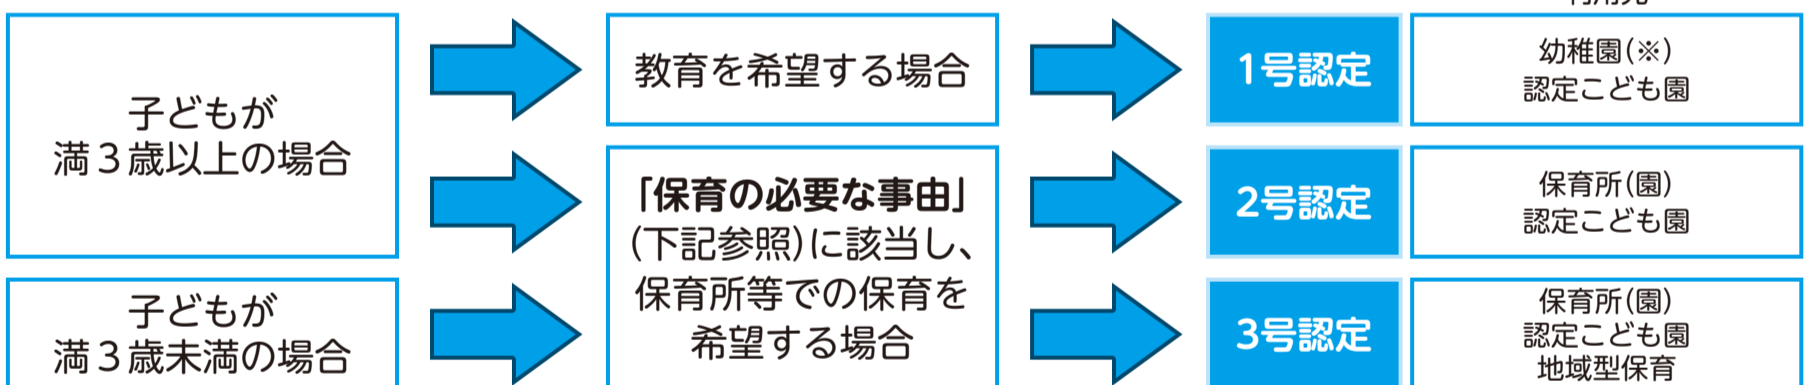 子どもが
満３歳以上の場合
教育を希望する場合
1号認定
幼稚園(※)
認定こども園
「保育の必要な事由」
(下記参照)に該当し、
保育所等での保育を
希望する場合
2号認定
保育所(園)
認定こども園
子どもが
満３歳未満の場合
3号認定
保育所(園)
認定こども園
地域型保育